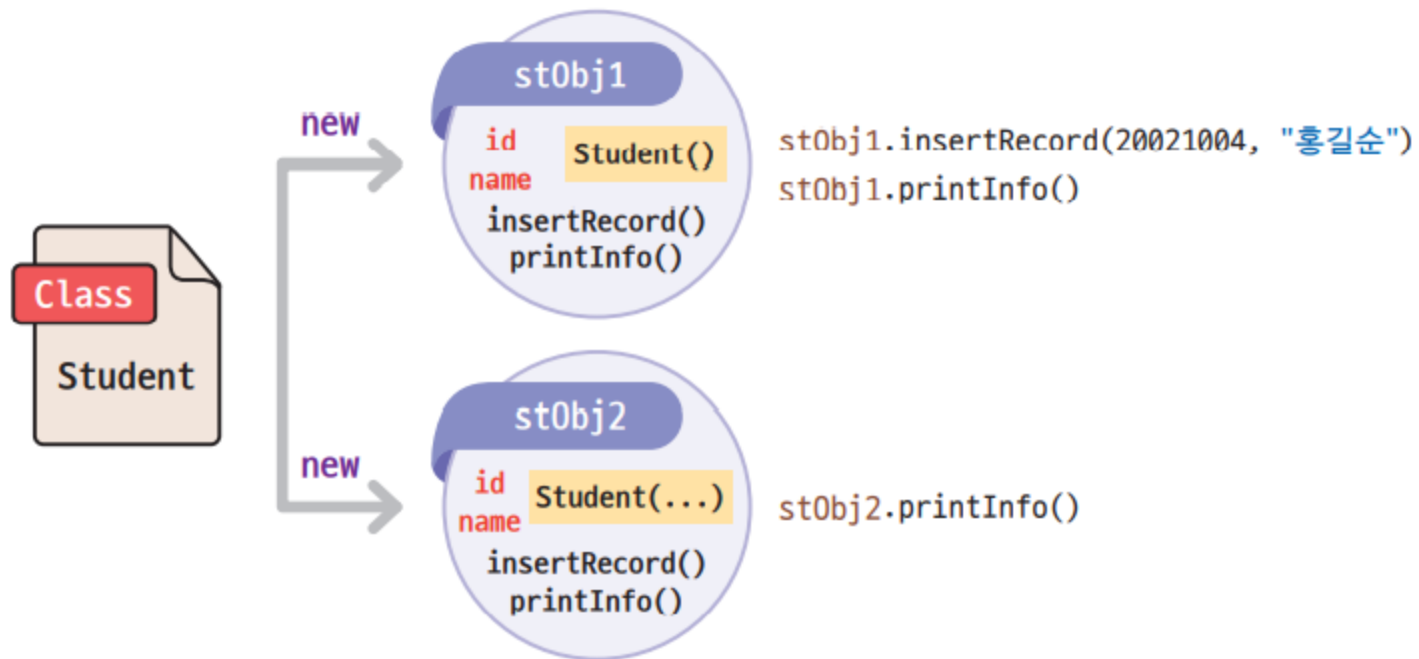 Class
Student
new
stObj1
id
Student()
name
insertRecord()
printInfo()
stObj1.insertRecord(20021004, "홍길순")
stObj1.printInfo()
new
stObj2
id
Student(...)
name
insertRecord()
printInfo()
stObj2.printInfo()